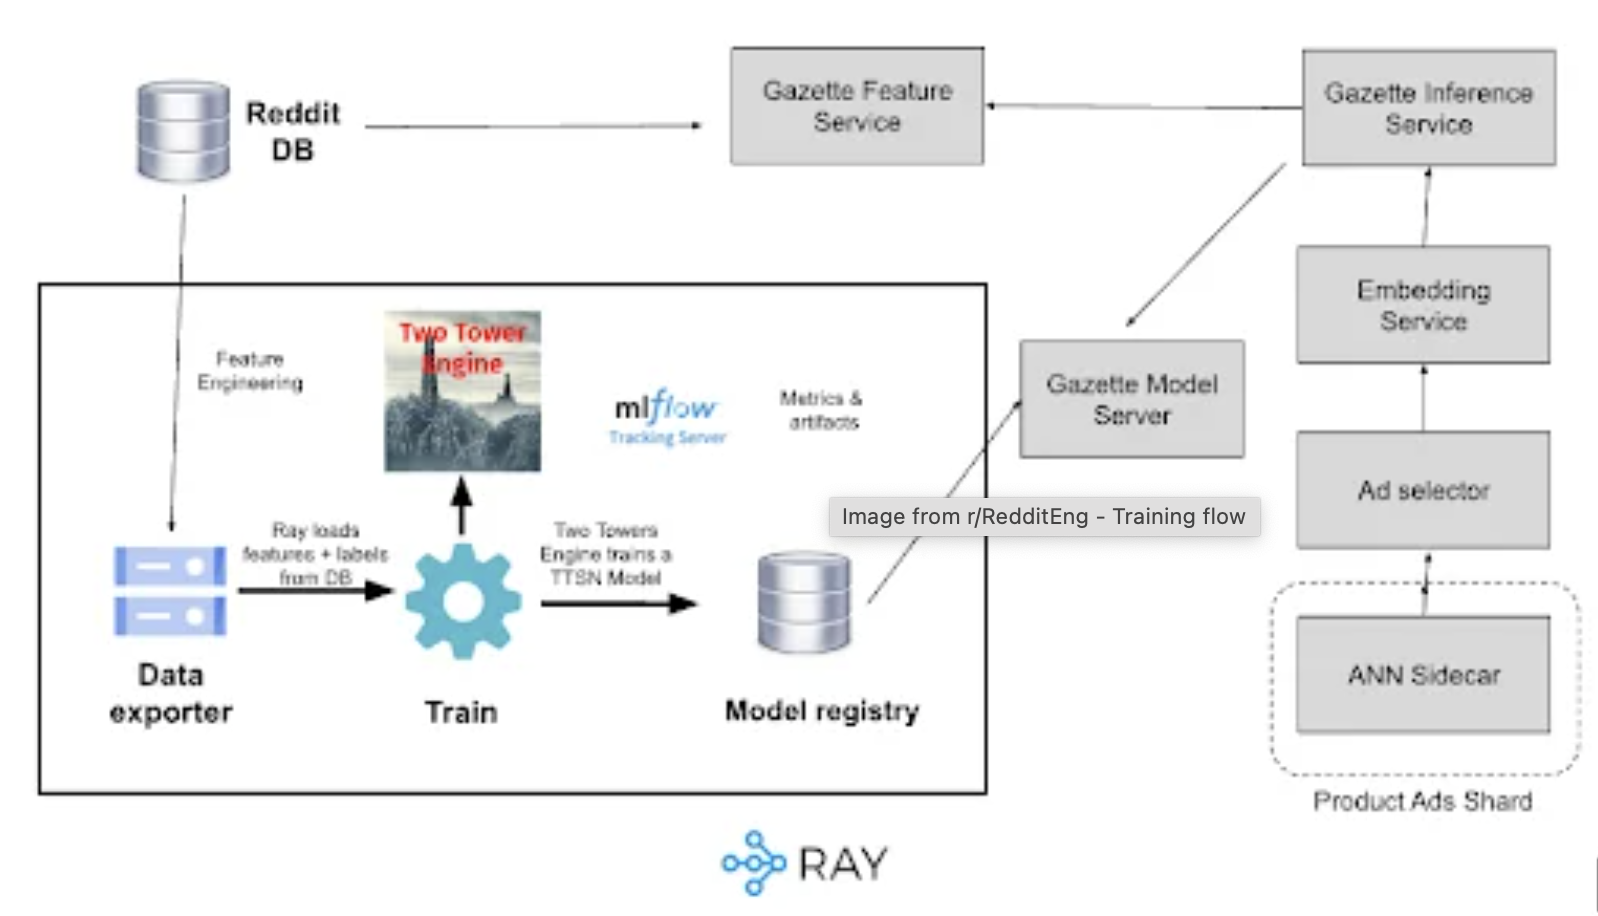 Reddit
DB
Gazette Feature
Service
Gazette Inference
Service
Embedding
Service
Feature
Engineering
Two Tower
Engine
mlflow
Tracking Server
Metrics &
artifacts
Gazette Model
Server
Ad selector
Image from r/RedditEng - Training flow
Ray loads
features + labels
from DB
Two Towers
Engine trains a
TTSN Model
Data
exporter
Train
Model registry
ANN Sidecar
Product Ads Shard
RAY